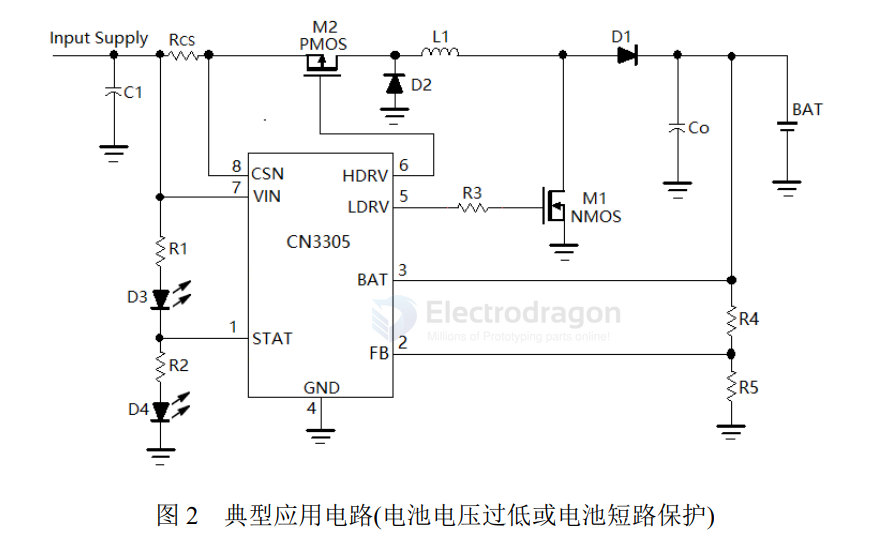 M2
Input Supply
RCS
PMOS
L1
D1
C1
D2
Co
BAT
8
CSN
HDRV
6
7
VIN
LDRV
5
R3
M1
NMOS
CN3305
R1
D3
BAT
3
Electrodragon
Millions of Prototyping parts online!
R4
1
STAT
FB
2
R2
R5
D4
GND
4
图 2 典型应用电路(电池电压过低或电池短路保护)